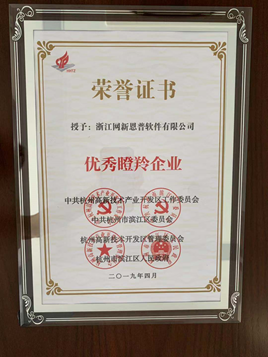 荣誉证书
授予：浙江网新恩普软件有限公司
优秀瞪羚企业
中共杭州高新技术产业开发区工作委员会
中共杭州市滨江区委员会
杭州高新技术开发区管理委员会
杭州市滨江区人民政府
二〇一九年四月